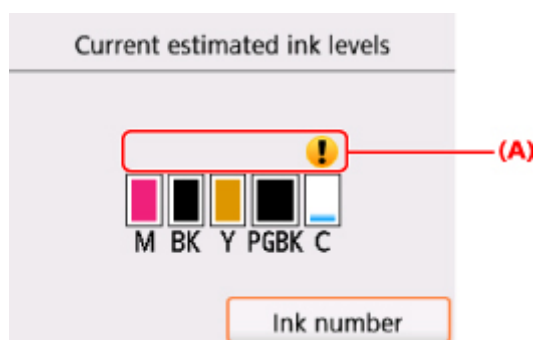 Current estimated ink levels
!
(A)
M BK Y PGBK C
Ink number